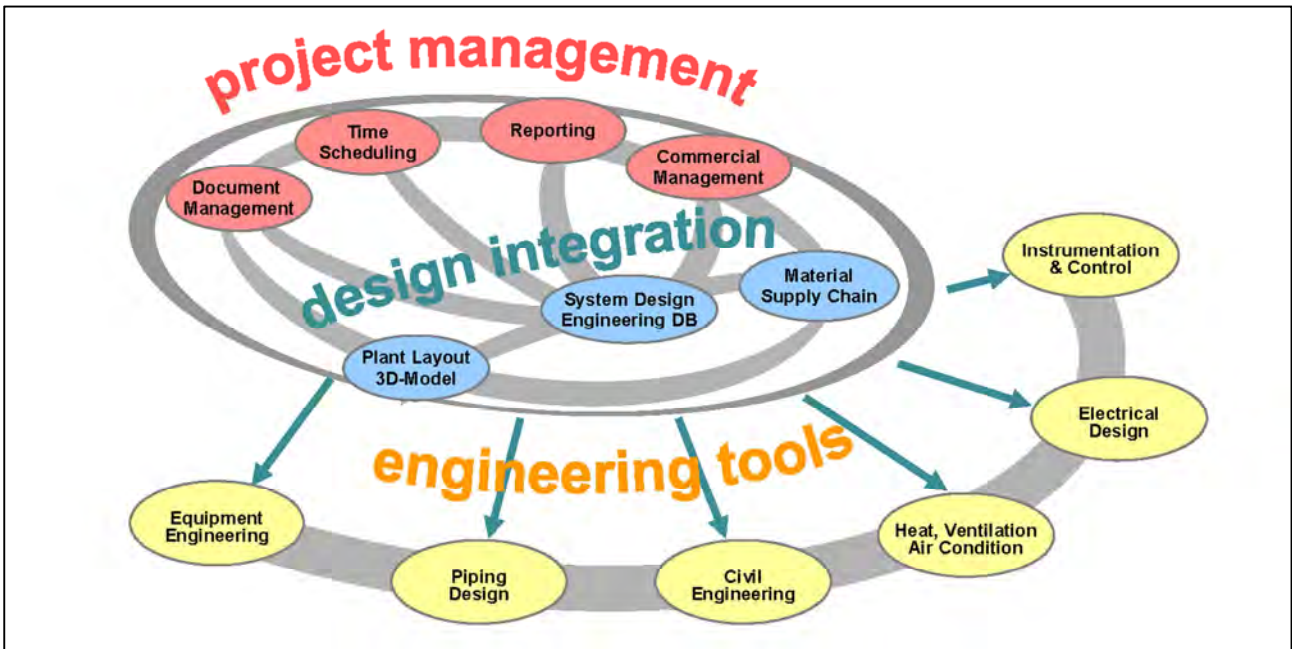 project management
Time
Scheduling
Reporting
Commercial
Management
Document
Management
design integration
Instrumentation
& Control
Material
Supply Chain
System Design
Engineering DB
Plant Layout
3D-Model
Electrical
Design
engineering tools
Equipment
Engineering
Heat, Ventilation
Air Condition
Piping
Design
Civil
Engineering